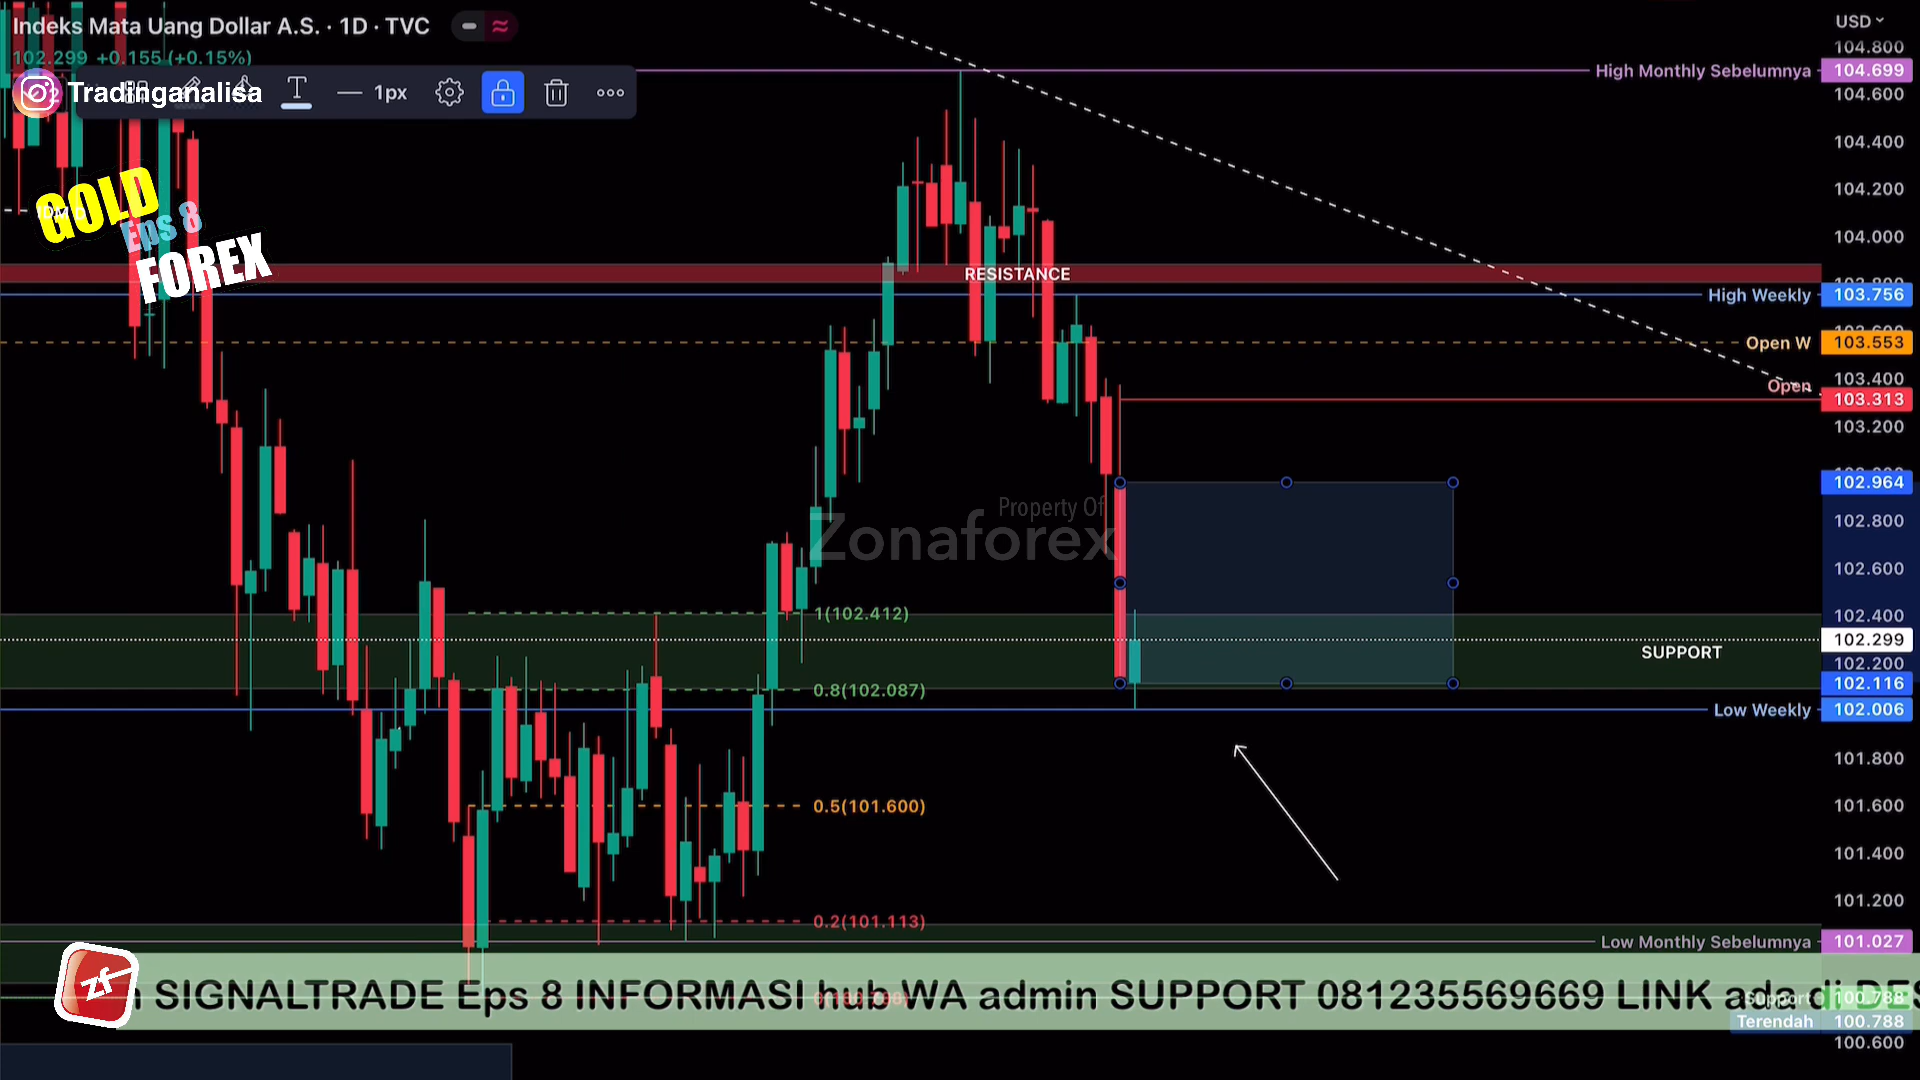 Indeks Mata Uang Dollar A.S. · 1D · TVC
102.299 +0.155 (+0.15%)
Tradinganalisa
T
1px
GOLD
Eps 8
FOREX
USD
104.800
High Monthly Sebelumnya 104.699
104.600
104.400
104.200
104.000
RESISTANCE
High Weekly 103.756
Open W 103.553
103.400
Open
103.313
103.200
102.964
Property Of
Zonaforex
102.800
102.600
1(102.412)
102.400
102.299
SUPPORT
102.200
0.8(102.087)
102.116
Low Weekly 102.006
101.800
0.5(101.600)
101.600
101.400
101.200
0.2(101.113)
Low Monthly Sebelumnya 101.027
zf
SIGNALTRADE Eps 8 INFORMASI hub WA admin SUPPORT 081235569669 LINK ada di DES
Support 100.788
Terendah 100.788
100.600